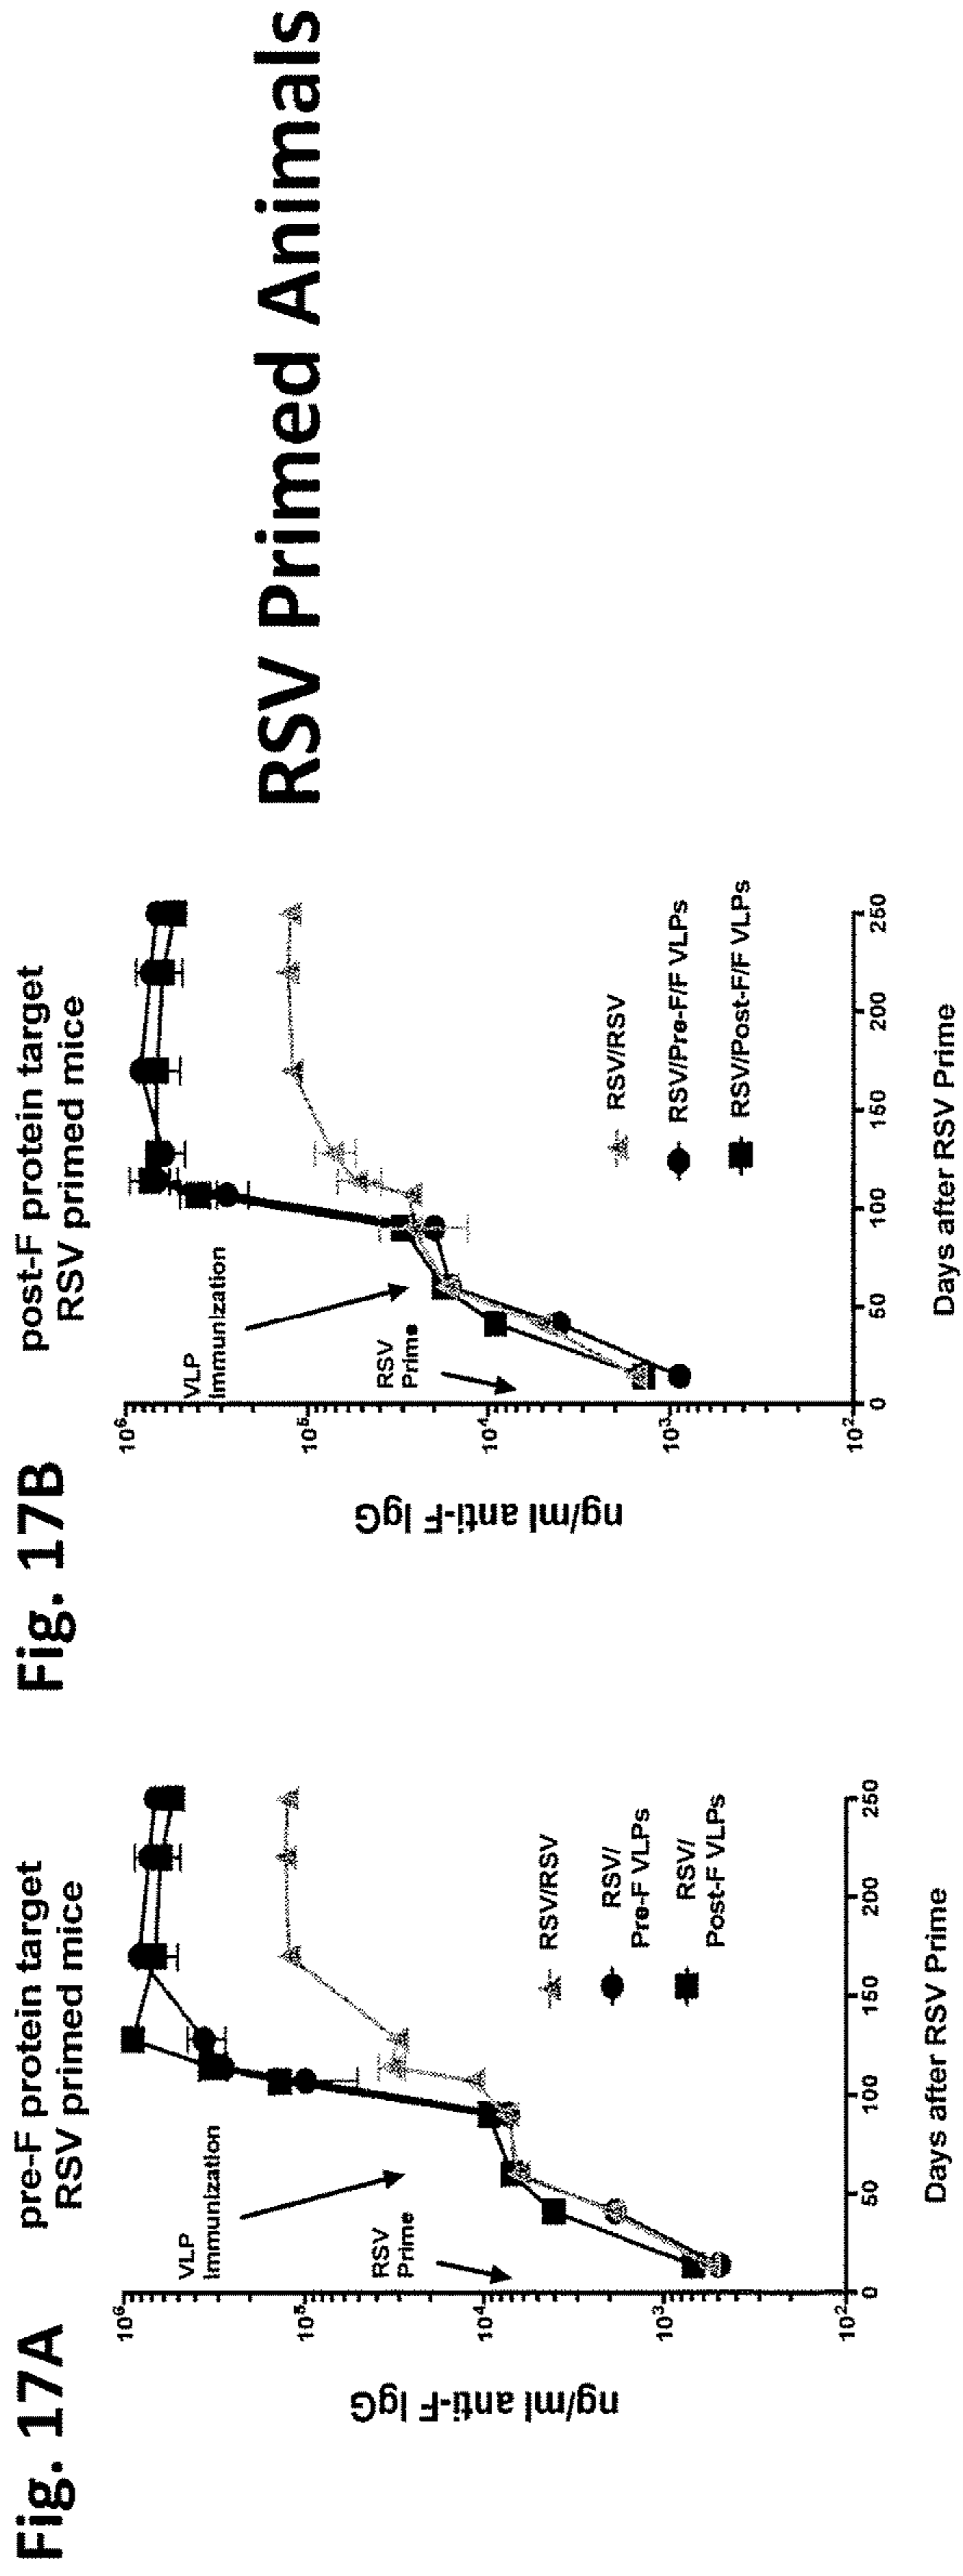 Fig. 17A
pre-F protein target
RSV primed mice
ng/ml anti-F IgG
10⁶
10⁵
10⁴
10³
10²
VLP
Immunization
RSV
Prime
RSV/RSV
RSV/
Pre-F VLPs
RSV/
Post-F VLPs
0
50
100
150
200
250
Days after RSV Prime
Fig. 17B
post-F protein target
RSV primed mice
ng/ml anti-F IgG
10⁶
10⁵
10⁴
10³
10²
VLP
Immunization
RSV
Prime
RSV/RSV
RSV/Pre-F/F VLPs
RSV/Post-F/F VLPs
0
50
100
150
200
250
Days after RSV Prime
RSV Primed Animals